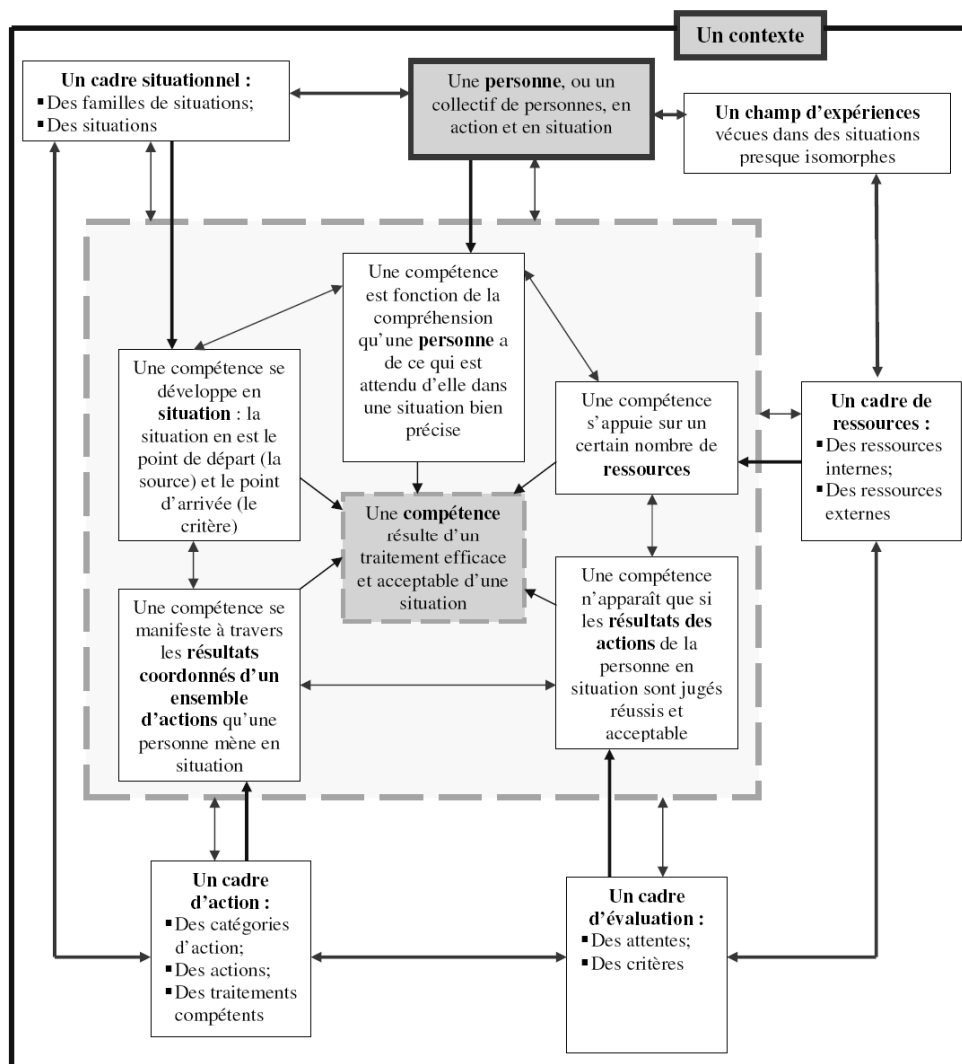 Un contexte
Un cadre situationnel :
▪ Des familles de situations;
▪ Des situations
Une personne, ou un
collectif de personnes, en
action et en situation
Un champ d'expériences
vécues dans des situations
presque isomorphes
Une compétence
est fonction de la
compréhension
qu'une personne a
de ce qui est
attendu d'elle dans
une situation bien
précise
Une compétence se
développe en
situation : la
situation en est le
point de départ (la
source) et le point
d'arrivée (le
critère)
Une compétence
s'appuie sur un
certain nombre de
ressources
Un cadre de
ressources :
▪ Des ressources
internes;
▪ Des ressources
externes
Une compétence
résulte d'un
traitement efficace
et acceptable d'une
situation
Une compétence se
manifeste à travers
les résultats
coordonnés d'un
ensemble
d'actions qu'une
personne mène en
situation
Une compétence
n'apparaît que si les
résultats des
actions de la
personne en
situation sont jugés
réussis et
acceptable
Un cadre
d'action :
▪ Des catégories
d'action;
▪ Des actions;
▪ Des traitements
compétents
Un cadre
d'évaluation :
▪ Des attentes;
▪ Des critères